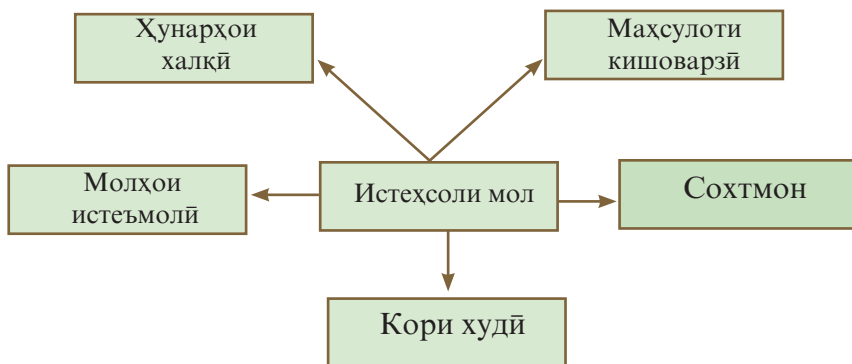 Ҳунарҳои
халқӣ
Маҳсулоти
кишоварзӣ
Молҳои
истеъмолӣ
Истеҳсоли мол
Сохтмон
Кори худӣ